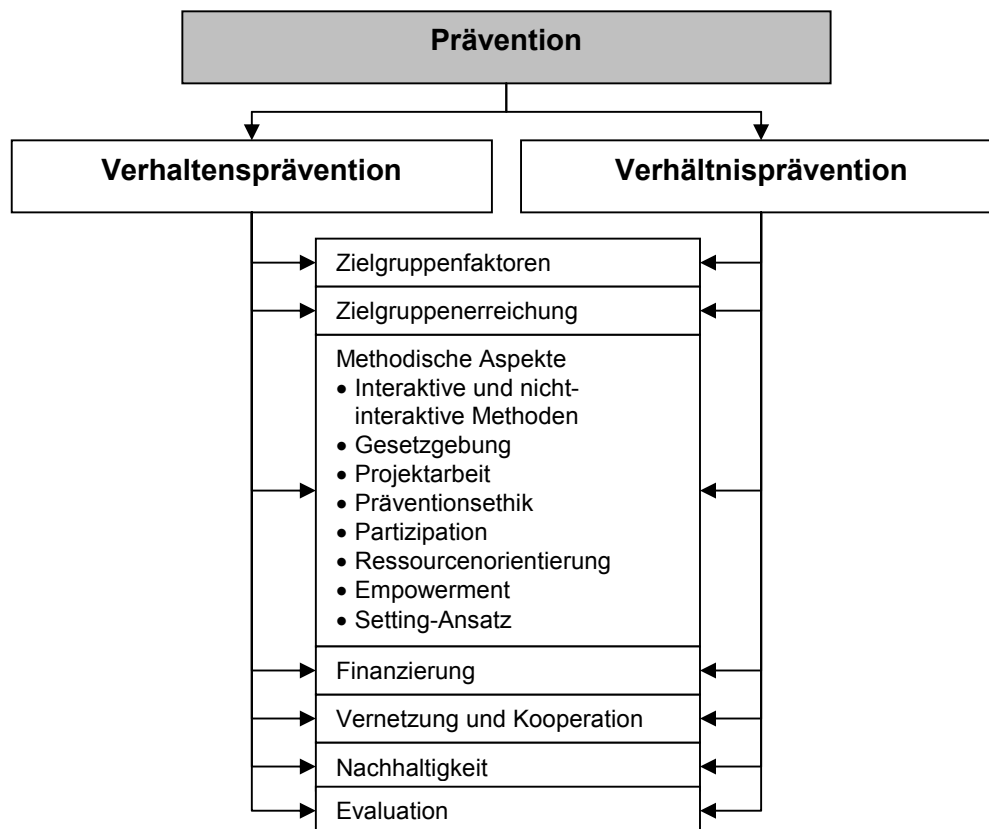 Prävention
Verhaltensprävention
Verhältnisprävention
Zielgruppenfaktoren
Zielgruppenerreichung
Methodische Aspekte
• Interaktive und nicht-
interaktive Methoden
• Gesetzgebung
• Projektarbeit
• Präventionsethik
• Partizipation
• Ressourcenorientierung
• Empowerment
• Setting-Ansatz
Finanzierung
Vernetzung und Kooperation
Nachhaltigkeit
Evaluation